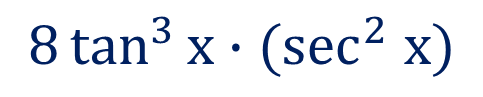 8 tan³ x · (sec² x)